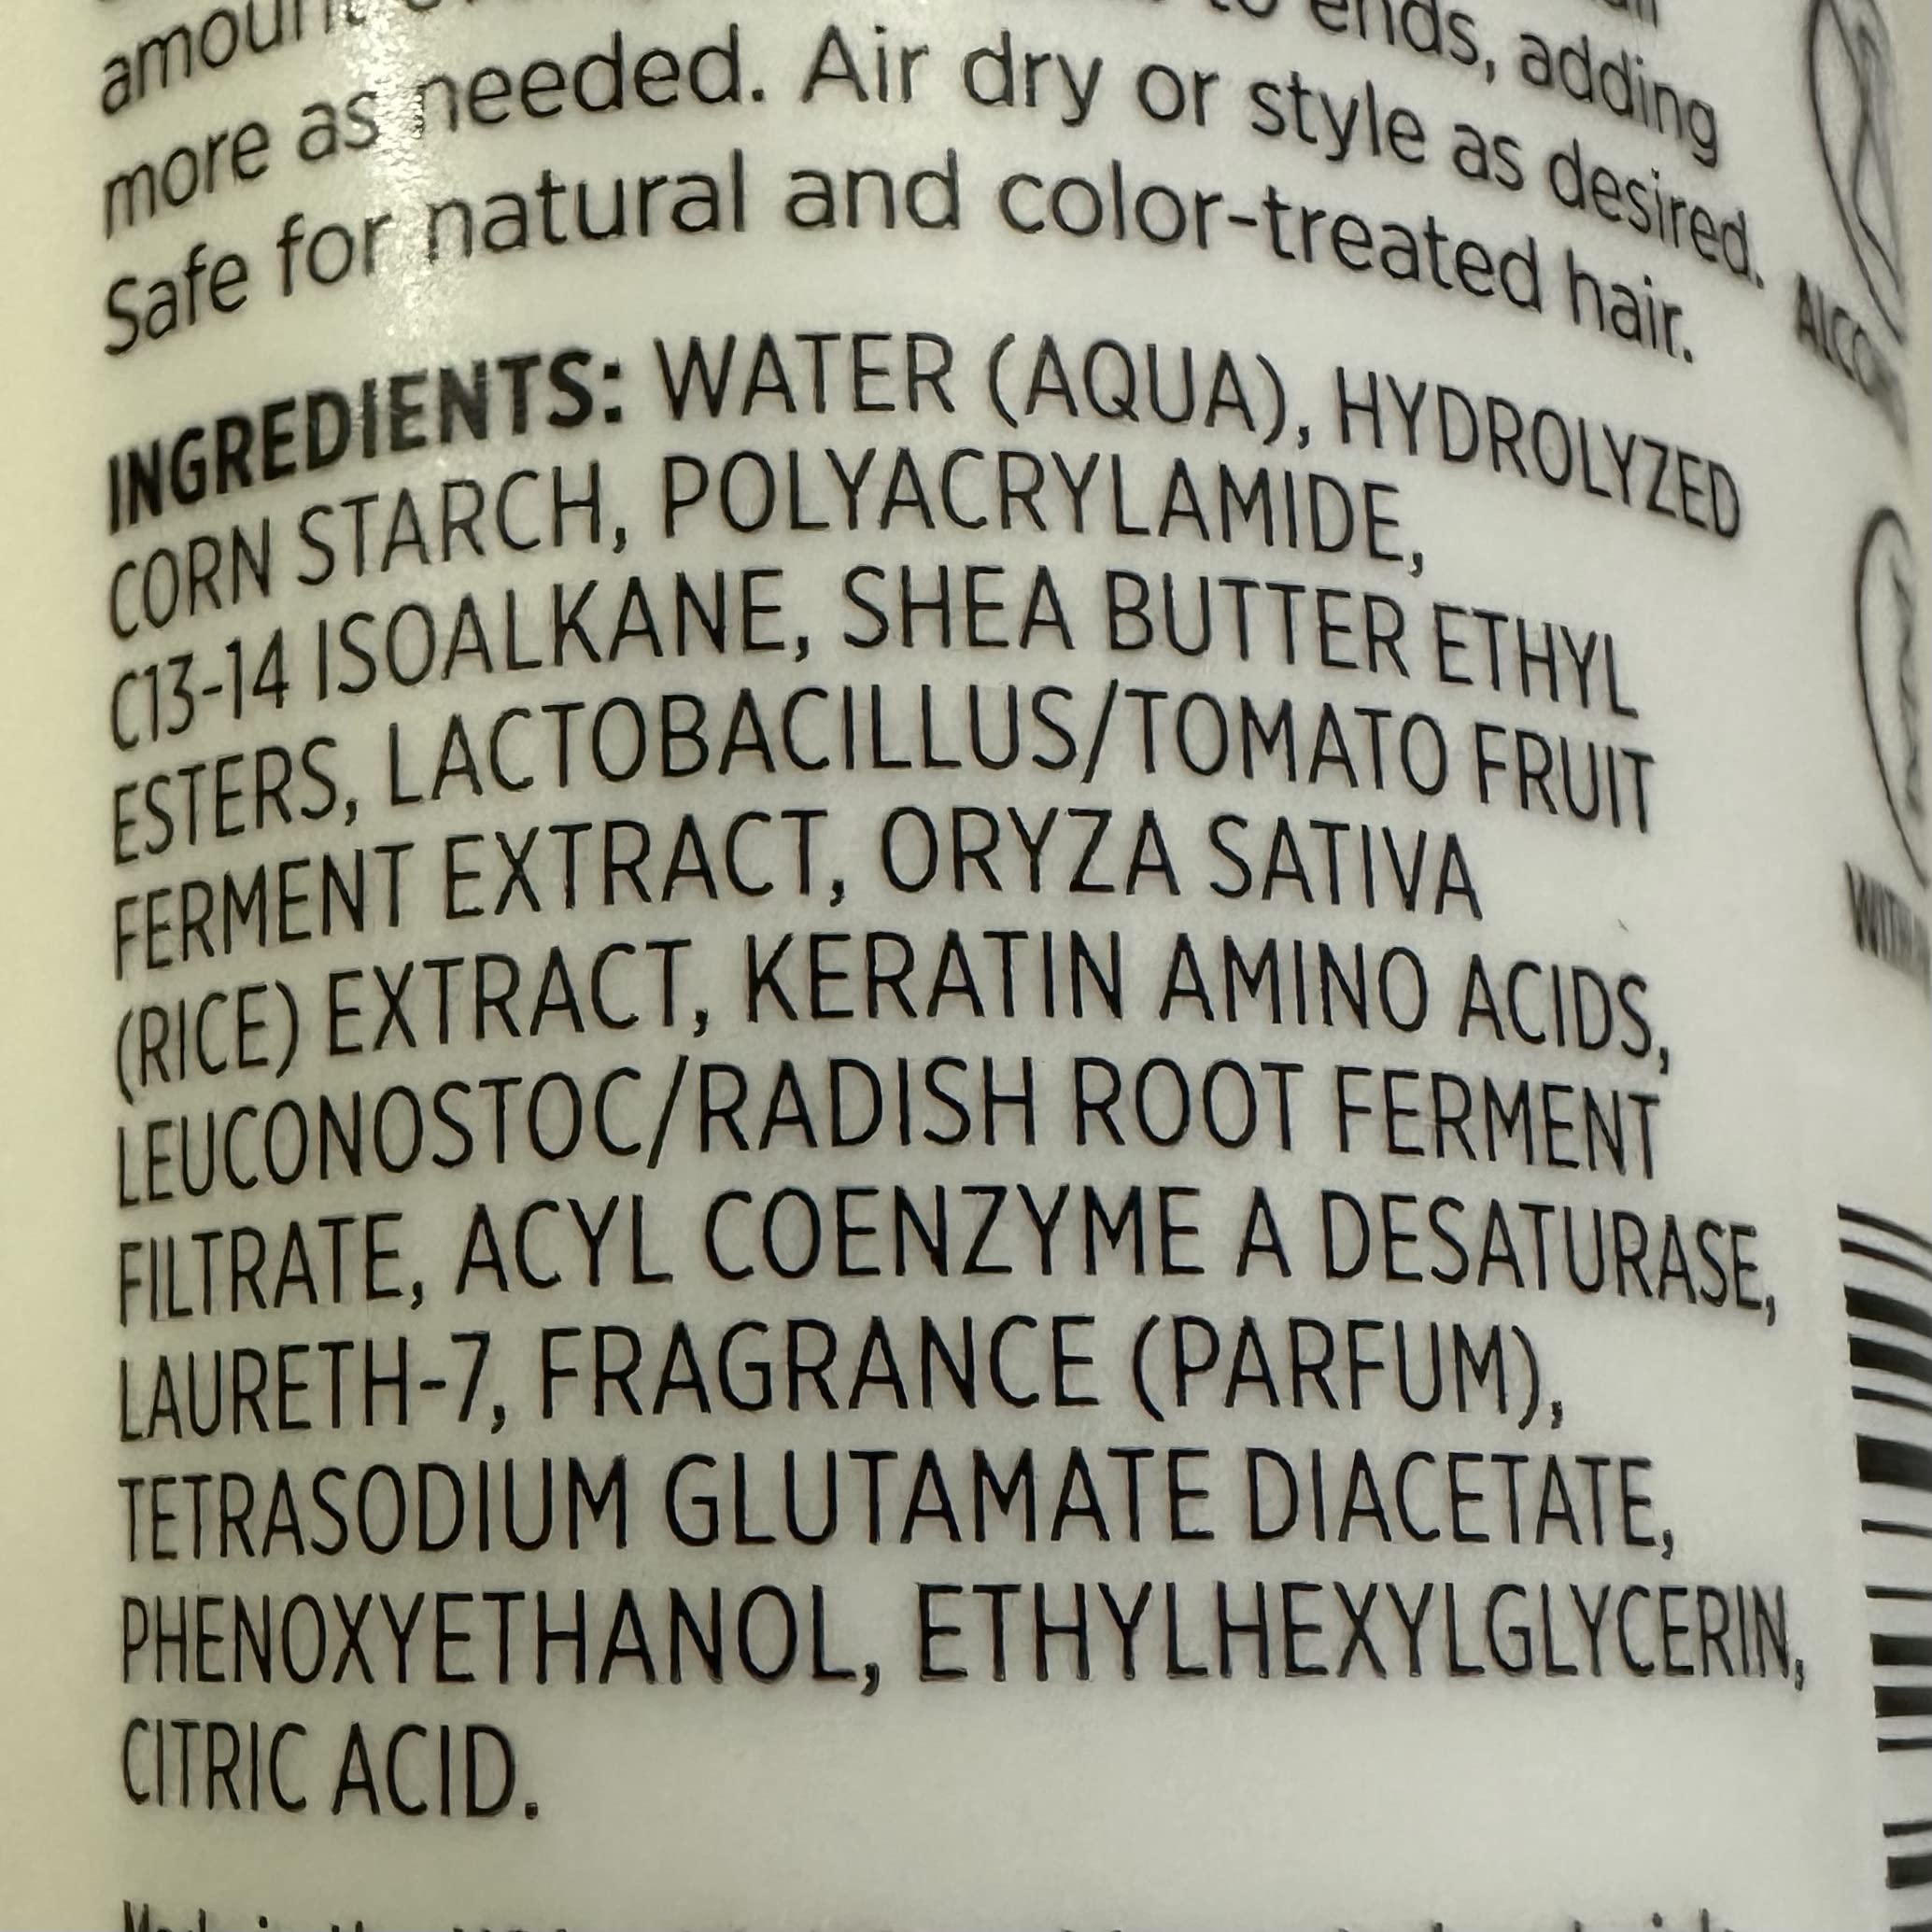 to ends, adding
more as needed. Air dry or style as desired.
Safe for natural and color-treated hair.
INGREDIENTS: WATER (AQUA), HYDROLYZED
CORN STARCH, POLYACRYLAMIDE,
C13-14 ISOALKANE, SHEA BUTTER ETHYL
ESTERS, LACTOBACILLUS/TOMATO FRUIT
FERMENT EXTRACT, ORYZA SATIVA
(RICE) EXTRACT, KERATIN AMINO ACIDS,
LEUCONOSTOC/RADISH ROOT FERMENT
FILTRATE, ACYL COENZYME A DESATURASE,
LAURETH-7, FRAGRANCE (PARFUM),
TETRASODIUM GLUTAMATE DIACETATE,
PHENOXYETHANOL, ETHYLHEXYLGLYCERIN,
CITRIC ACID.